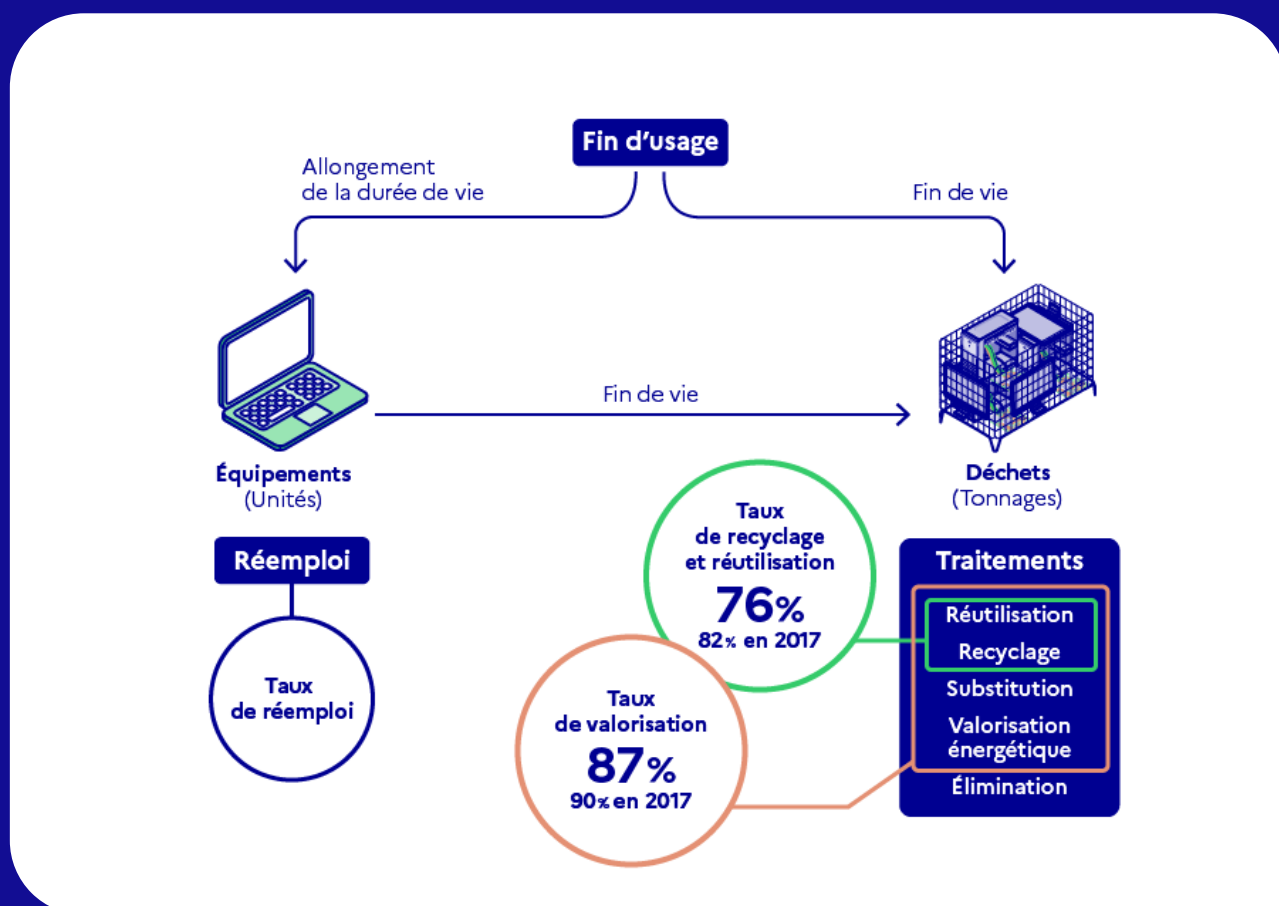 Fin d’usage
Allongement
de la durée de vie
Fin de vie
Fin de vie
Équipements
(Unités)
Déchets
(Tonnages)
Réemploi
Taux
de réemploi
Taux
de recyclage
et réutilisation
76%
82% en 2017
Taux
de valorisation
87%
90% en 2017
Traitements
Réutilisation
Recyclage
Substitution
Valorisation
énergétique
Élimination